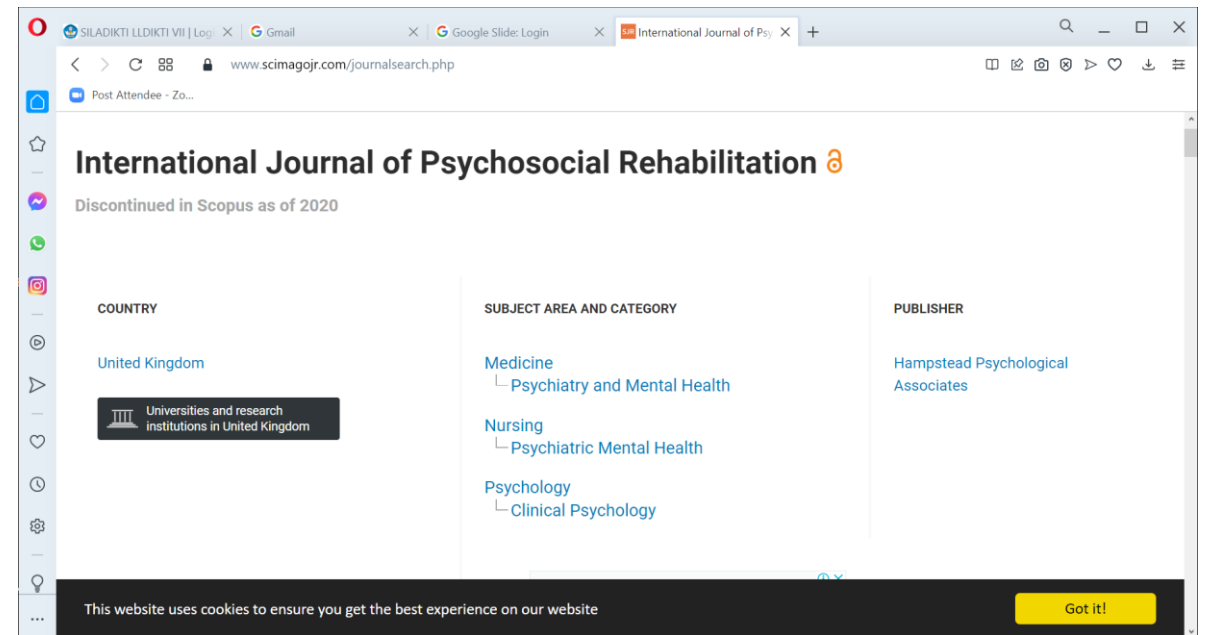 SILADIKTI LLDIKTI VII | Log
Gmail
Google Slide: Login
SJR International Journal of Psy
www.scimagojr.com/journalsearch.php
Post Attendee - Zo...
International Journal of Psychosocial Rehabilitation
Discontinued in Scopus as of 2020
COUNTRY
United Kingdom
Universities and research
institutions in United Kingdom
SUBJECT AREA AND CATEGORY
Medicine
Psychiatry and Mental Health
Nursing
Psychiatric Mental Health
Psychology
Clinical Psychology
PUBLISHER
Hampstead Psychological
Associates
This website uses cookies to ensure you get the best experience on our website
Got it!